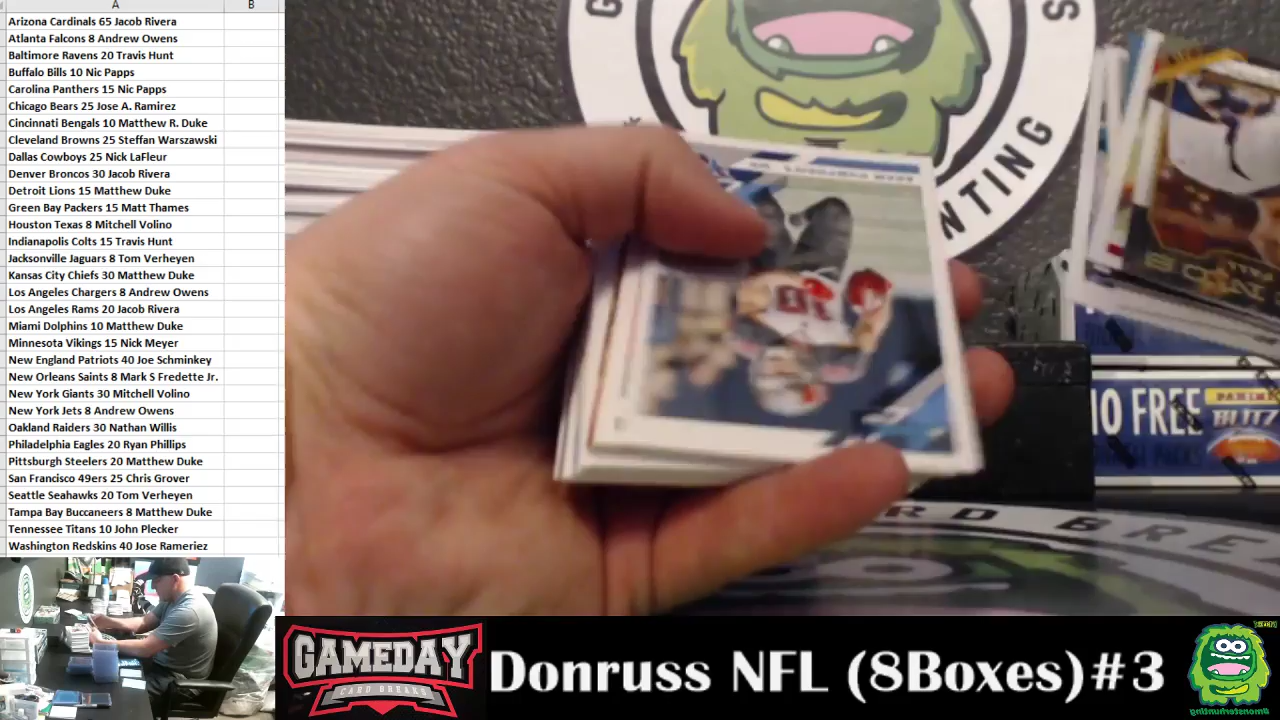 A B
Arizona Cardinals 65 Jacob Rivera
Atlanta Falcons 8 Andrew Owens
Baltimore Ravens 20 Travis Hunt
Buffalo Bills 10 Nic Papps
Carolina Panthers 15 Nic Papps
Chicago Bears 25 Jose A. Ramirez
Cincinnati Bengals 10 Matthew R. Duke
Cleveland Browns 25 Steffan Warszawski
Dallas Cowboys 25 Nick LaFleur
Denver Broncos 30 Jacob Rivera
Detroit Lions 15 Matthew Duke
Green Bay Packers 15 Matt Thames
Houston Texas 8 Mitchell Volino
Indianapolis Colts 15 Travis Hunt
Jacksonville Jaguars 8 Tom Verheyen
Kansas City Chiefs 30 Matthew Duke
Los Angeles Chargers 8 Andrew Owens
Los Angeles Rams 20 Jacob Rivera
Miami Dolphins 10 Matthew Duke
Minnesota Vikings 15 Nick Meyer
New England Patriots 40 Joe Schminkey
New Orleans Saints 8 Mark S Fredette Jr.
New York Giants 30 Mitchell Volino
New York Jets 8 Andrew Owens
Oakland Raiders 30 Nathan Willis
Philadelphia Eagles 20 Ryan Phillips
Pittsburgh Steelers 20 Matthew Duke
San Francisco 49ers 25 Chris Grover
Seattle Seahawks 20 Tom Verheyen
Tampa Bay Buccaneers 8 Matthew Duke
Tennessee Titans 10 John Plecker
Washington Redskins 40 Jose Rameriez
NTING
18
10 FREE
PANINI
BLITZ
RD BRE
GAMEDAY
CARD BREAKS
Donruss NFL (8Boxes)#3
#monsterhunting